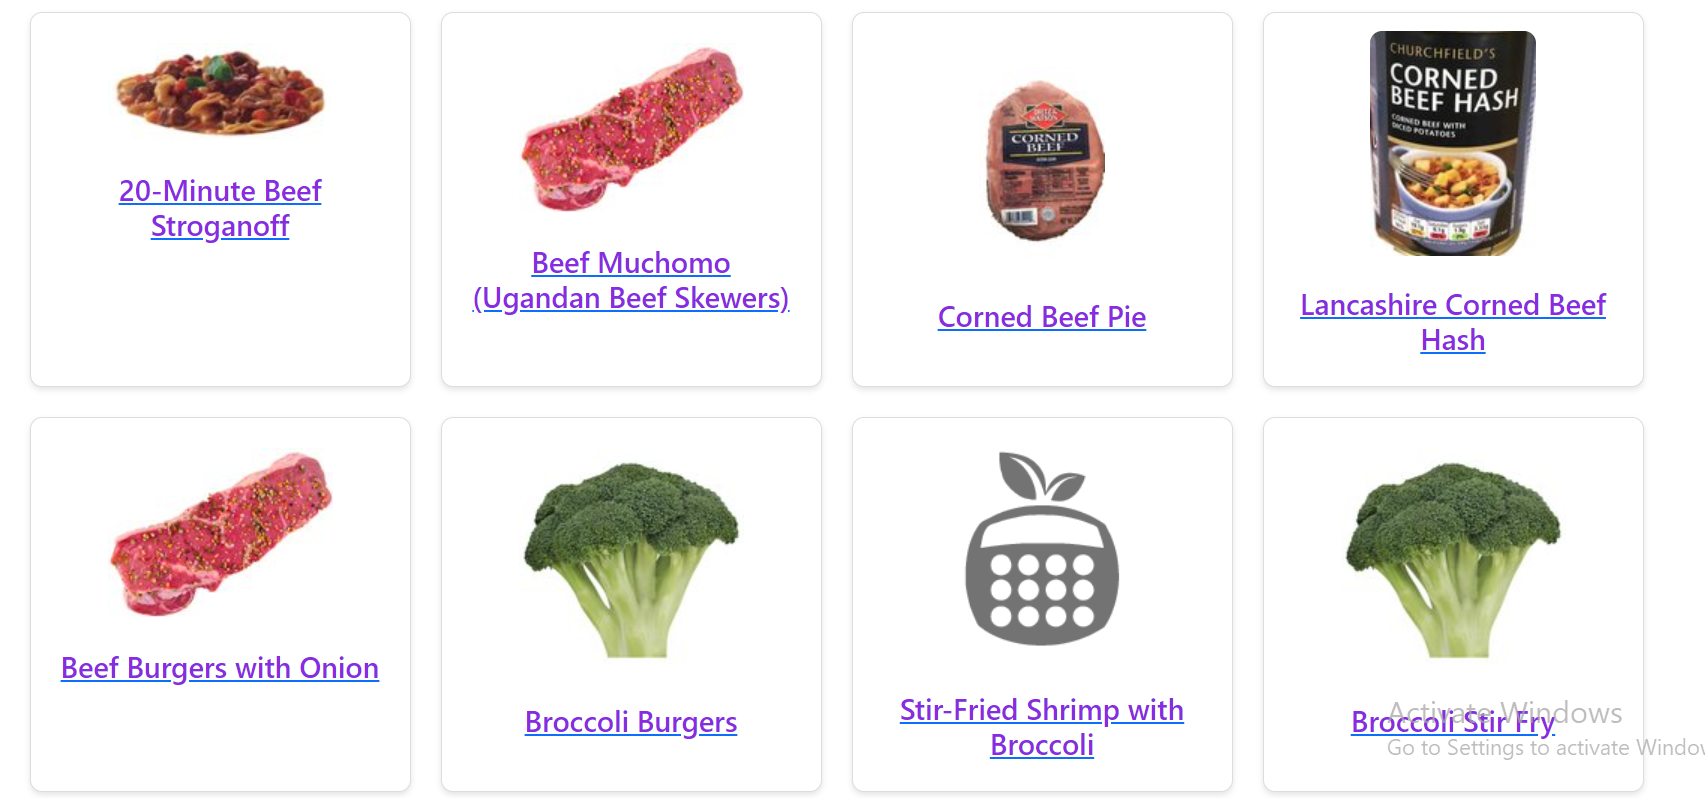 20-Minute Beef
Stroganoff
Beef Muchomo
(Ugandan Beef Skewers)
CORNED
BEEF
Corned Beef Pie
CHURCHFIELD'S
CORNED
BEEF HASH
CORNED BEEF WITH
DICED POTATOES
Lancashire Corned Beef
Hash
Beef Burgers with Onion
Broccoli Burgers
Stir-Fried Shrimp with
Broccoli
Broccoli Stir Fry
Activate Windows
Go to Settings to activate Window